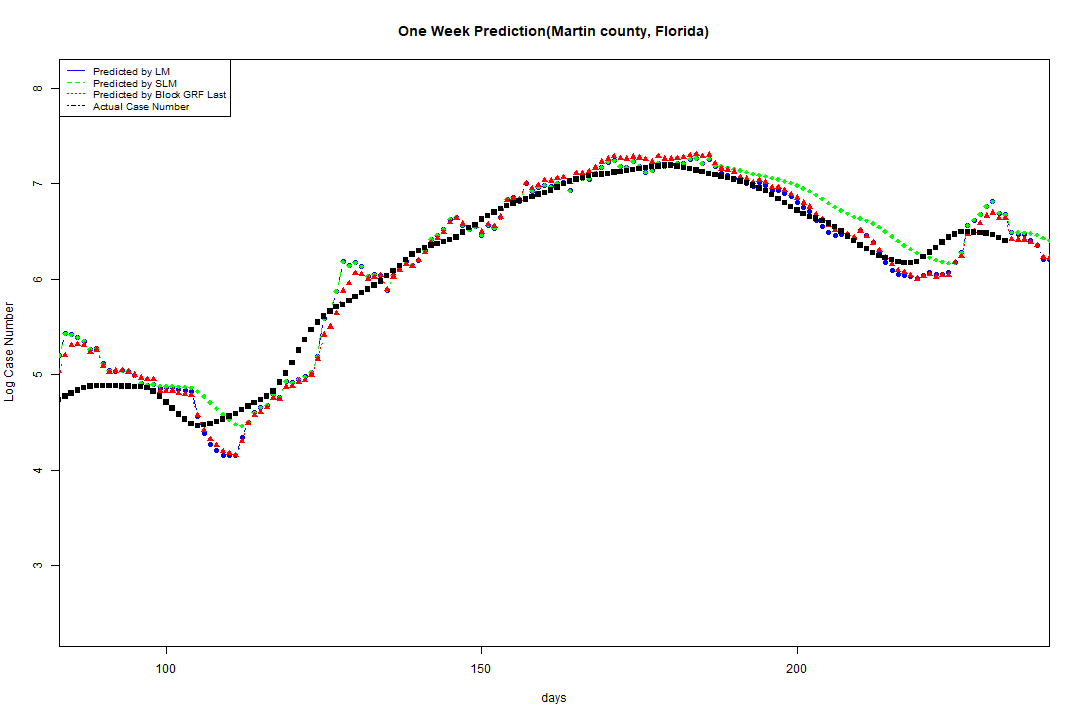 One Week Prediction(Martin county, Florida)
Predicted by LM
Predicted by SLM
Predicted by Block GRF Last
Actual Case Number
8
7
6
5
4
3
Log Case Number
100 150 200
days